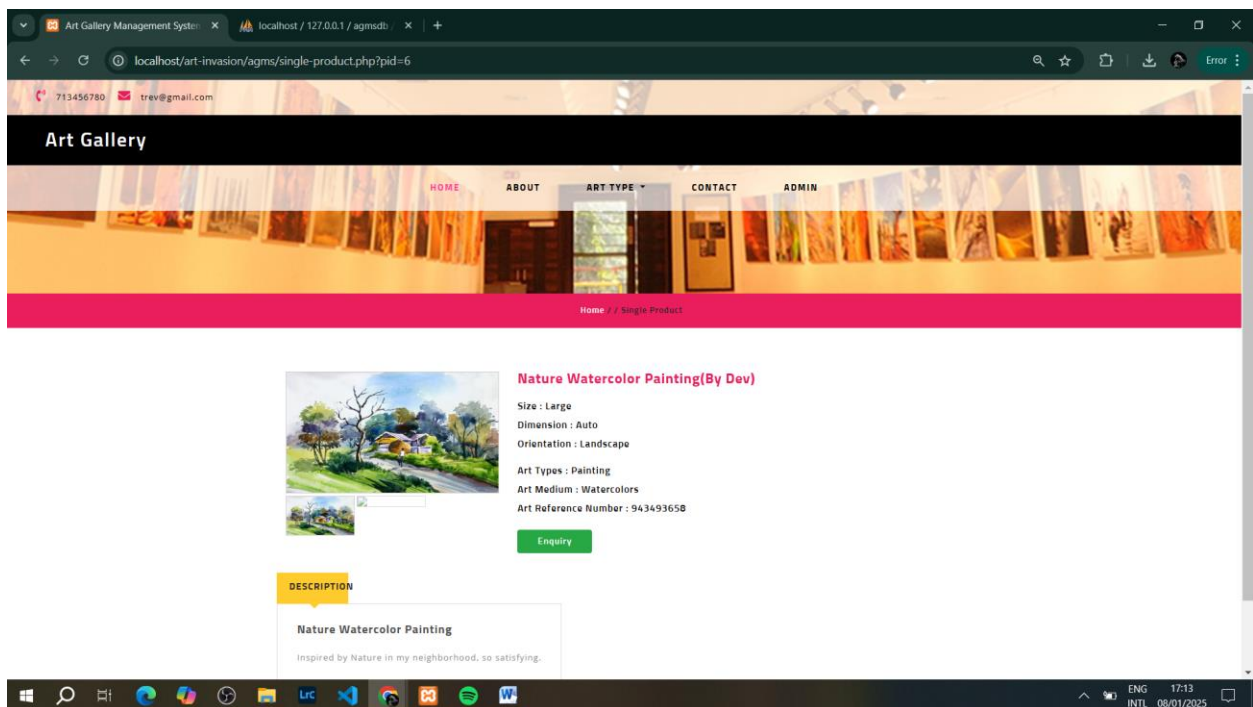 Art Gallery Management System
localhost / 127.0.0.1 / agmsdb /
localhost/art-invasion/agms/single-product.php?pid=6
Error
713456780 trev@gmail.com
Art Gallery
HOME ABOUT ART TYPE CONTACT ADMIN
Home / / Single Product
Nature Watercolor Painting(By Dev)
Size : Large
Dimension : Auto
Orientation : Landscape
Art Types : Painting
Art Medium : Watercolors
Art Reference Number : 943493658
Enquiry
DESCRIPTION
Nature Watercolor Painting
Inspired by Nature in my neighborhood, so satisfying.
Lrc
W
ENG 17:13
INTL 08/01/2025